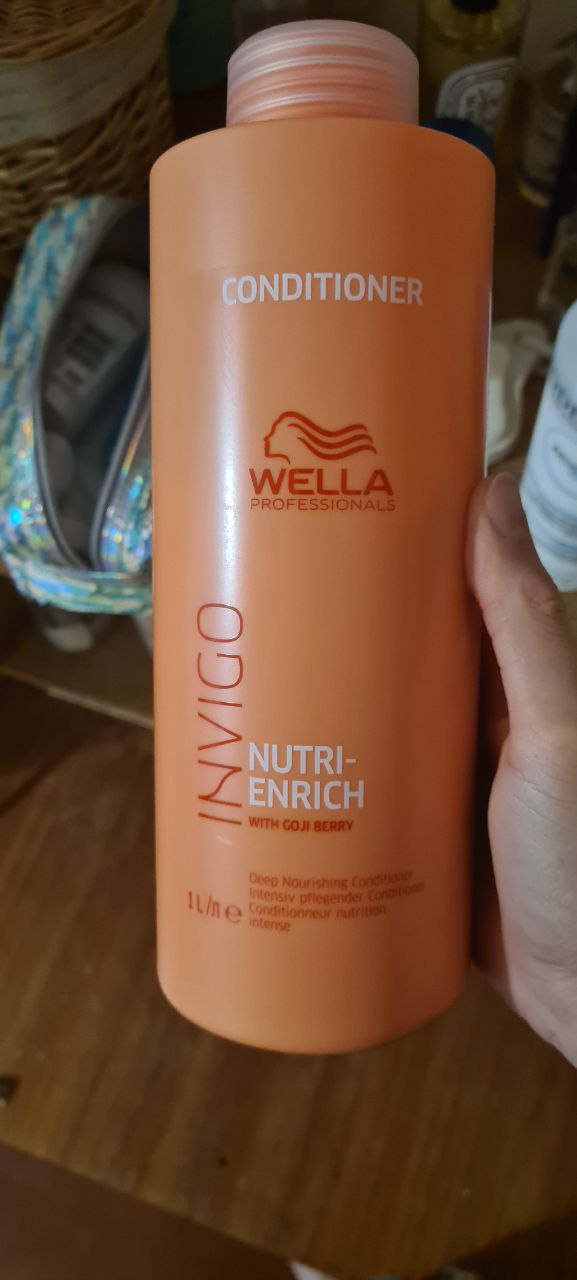 CONDITIONER
WELLA
PROFESSIONALS
INVIGO
NUTRI-
ENRICH
WITH GOJI BERRY
Deep Nourishing Conditioner
Intensiv pflegender Conditioner
Conditionneur nutrition
intense
1 L/Л e